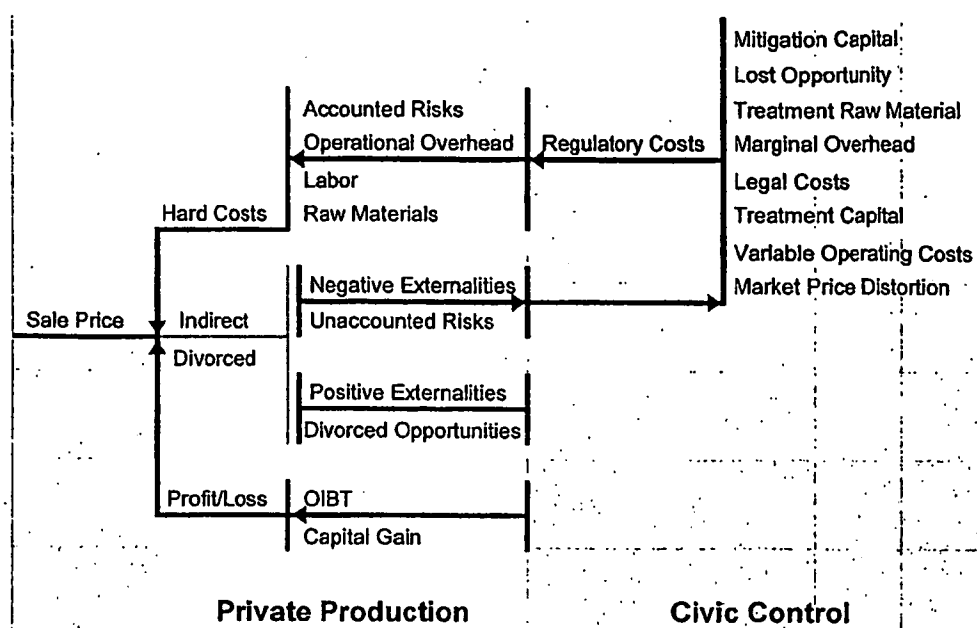 Mitigation Capital
Lost Opportunity
Accounted Risks
Treatment Raw Material
Operational Overhead
Regulatory Costs
Marginal Overhead
Labor
Legal Costs
Hard Costs
Raw Materials
Treatment Capital
Variable Operating Costs
Negative Externalities
Market Price Distortion
Sale Price
Indirect
Unaccounted Risks
Divorced
Positive Externalities
Divorced Opportunities
Profit/Loss
OIBT
Capital Gain
Private Production
Civic Control